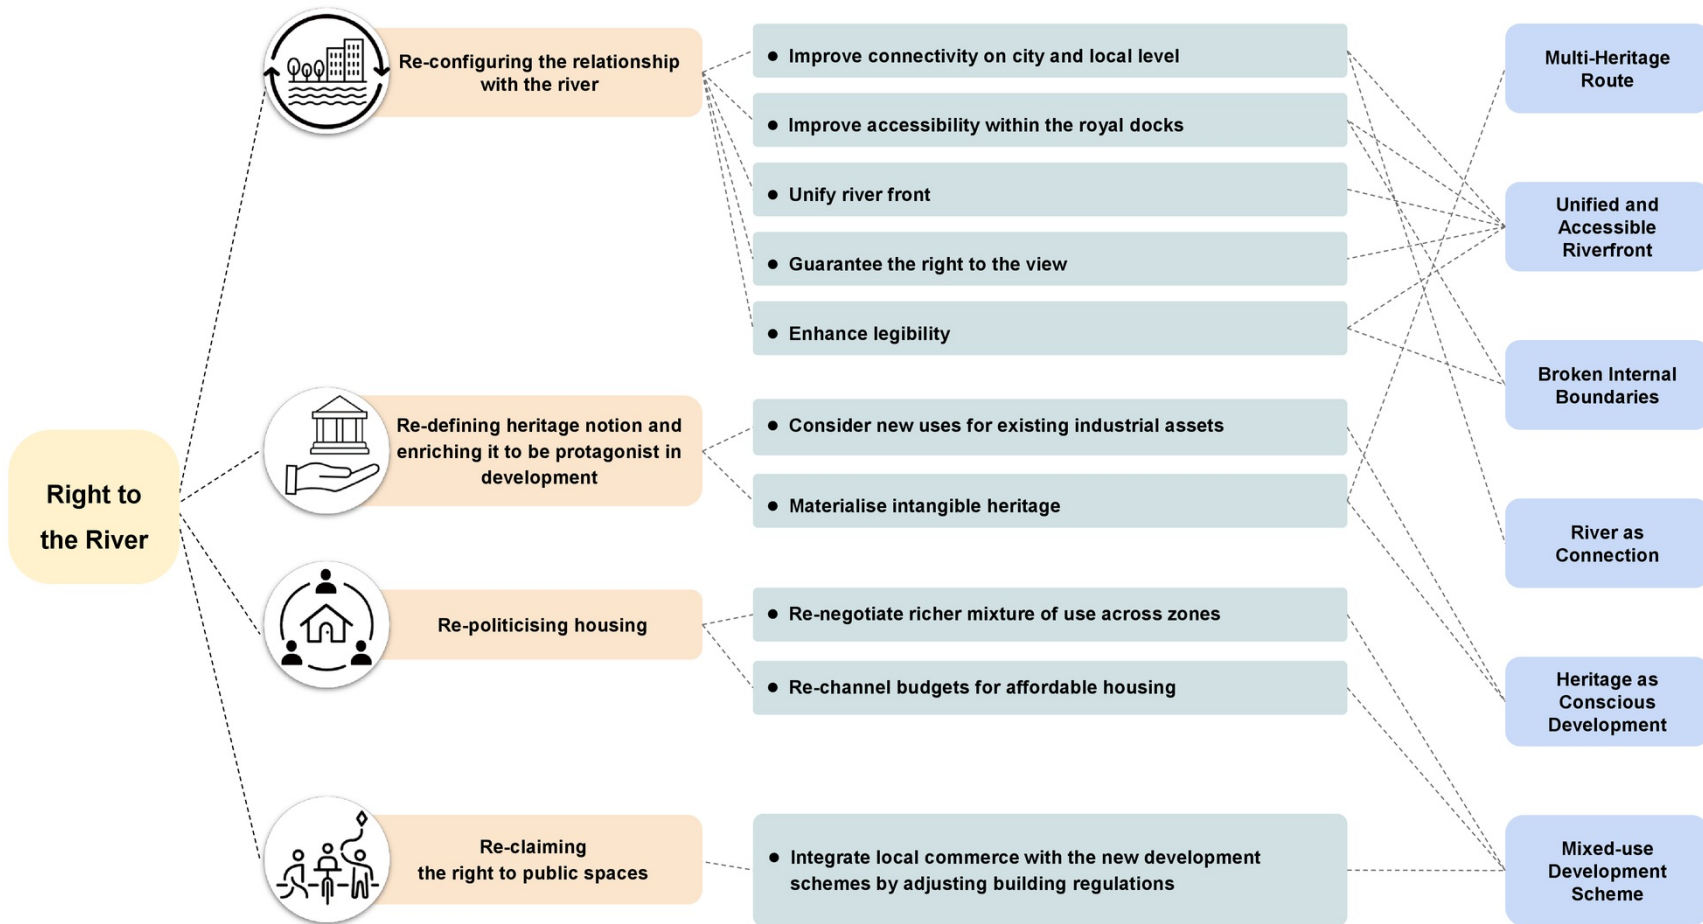 Right to
the River
Re-configuring the relationship
with the river
Re-defining heritage notion and
enriching it to be protagonist in
development
Re-politicising housing
Re-claiming
the right to public spaces
● Improve connectivity on city and local level
● Improve accessibility within the royal docks
● Unify river front
● Guarantee the right to the view
● Enhance legibility
● Consider new uses for existing industrial assets
● Materialise intangible heritage
● Re-negotiate richer mixture of use across zones
● Re-channel budgets for affordable housing
● Integrate local commerce with the new development
schemes by adjusting building regulations
Multi-Heritage
Route
Unified and
Accessible
Riverfront
Broken Internal
Boundaries
River as
Connection
Heritage as
Conscious
Development
Mixed-use
Development
Scheme